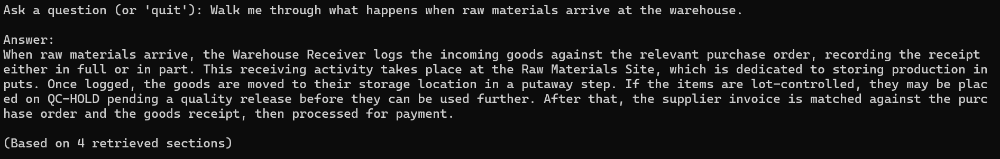 Ask a question (or 'quit'): Walk me through what happens when raw materials arrive at the warehouse.
Answer:
When raw materials arrive, the Warehouse Receiver logs the incoming goods against the relevant purchase order, recording the receipt
either in full or in part. This receiving activity takes place at the Raw Materials Site, which is dedicated to storing production in
puts. Once logged, the goods are moved to their storage location in a putaway step. If the items are lot-controlled, they may be plac
ed on QC-HOLD pending a quality release before they can be used further. After that, the supplier invoice is matched against the purc
hase order and the goods receipt, then processed for payment.
(Based on 4 retrieved sections)